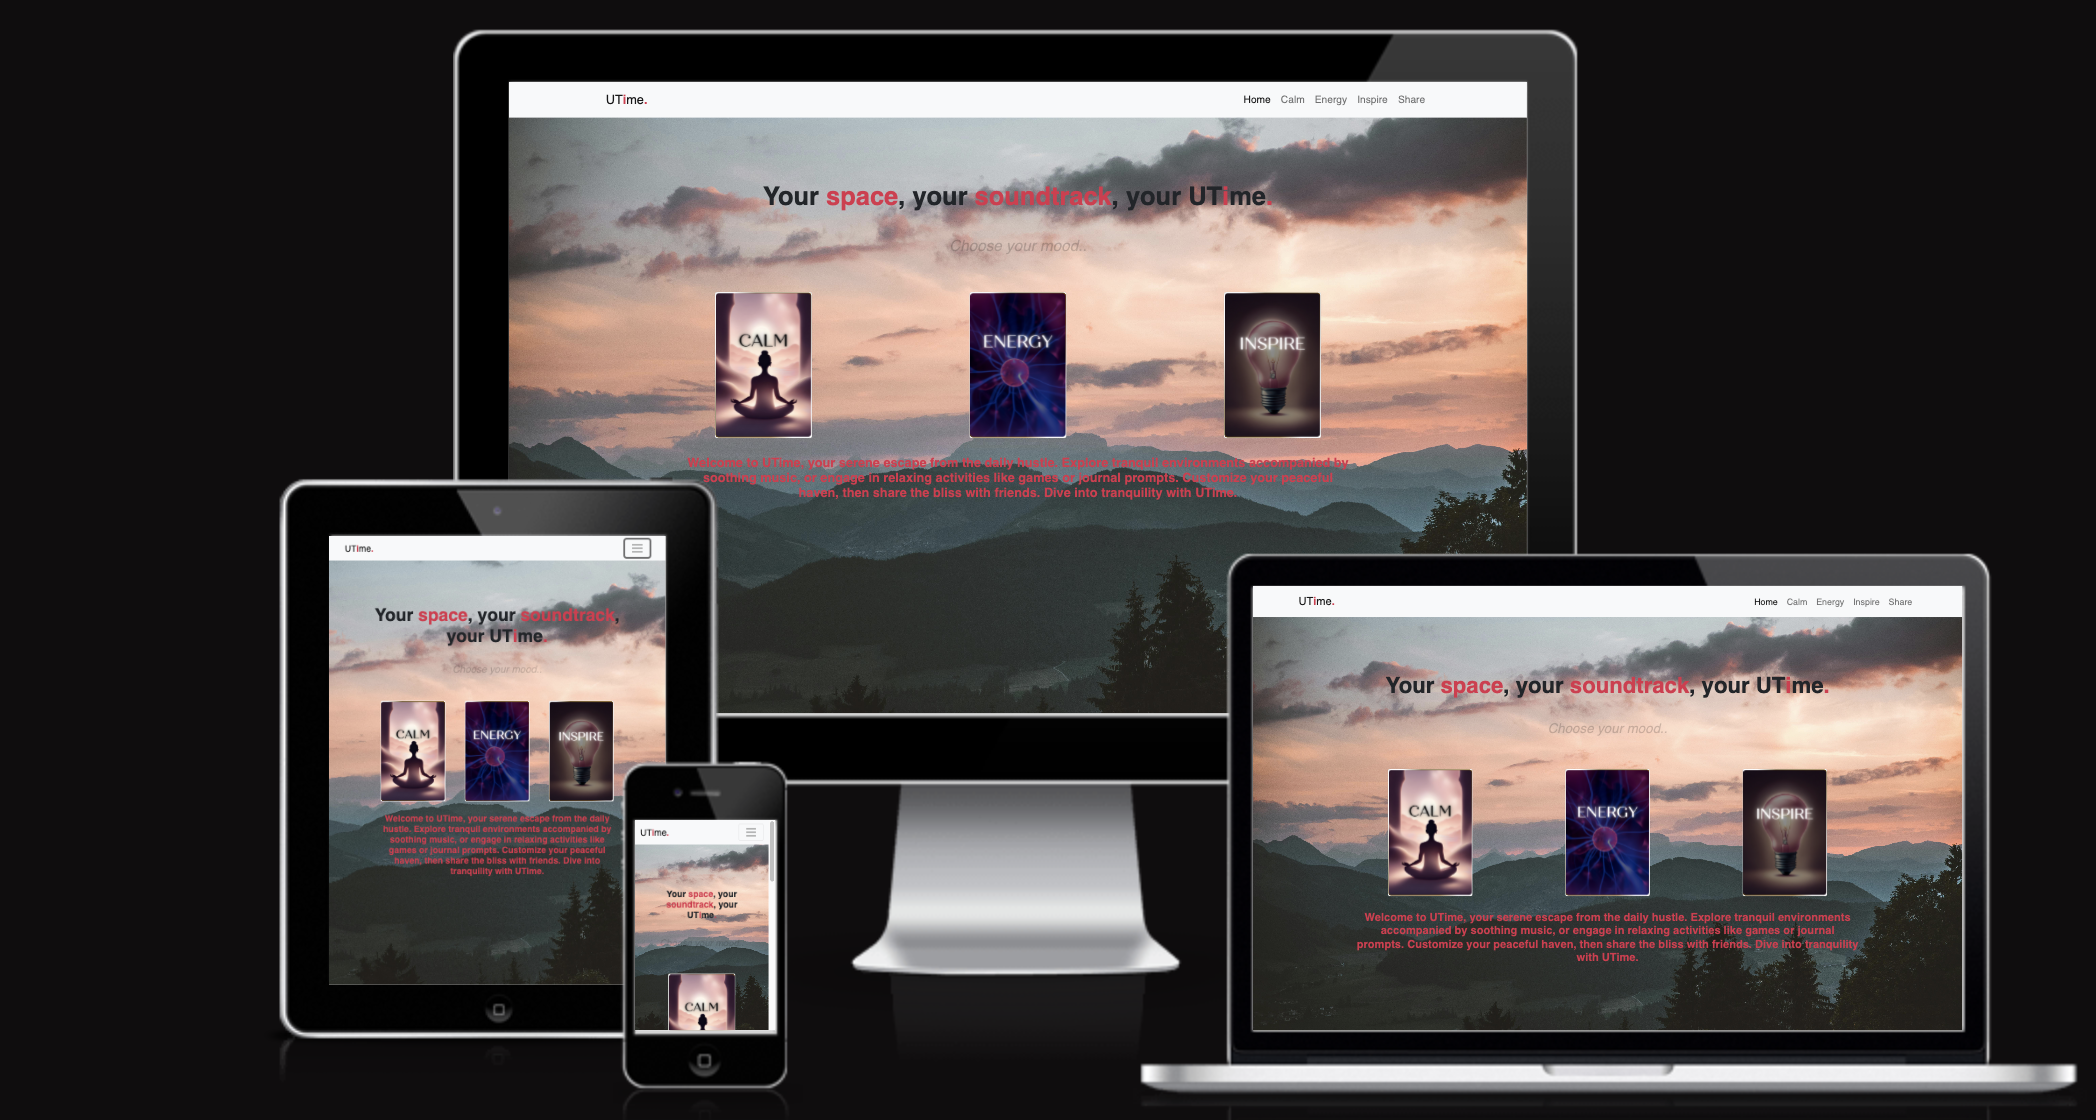 UTime.
Home Calm Energy Inspire Share
Your space, your soundtrack, your UTime.
Choose your mood..
CALM
ENERGY
INSPIRE
Welcome to UTime, your serene escape from the daily hustle. Explore tranquil environments accompanied by
soothing music, or engage in relaxing activities like games or journal prompts. Customize your peaceful
haven, then share the bliss with friends. Dive into tranquility with UTime.
UTime.
Your space, your soundtrack,
your UTime.
Choose your mood..
CALM
ENERGY
INSPIRE
Welcome to UTime, your serene escape from the daily
hustle. Explore tranquil environments accompanied by
soothing music, or engage in relaxing activities like
games or journal prompts. Customize your peaceful
haven, then share the bliss with friends. Dive into
tranquility with UTime.
UTime.
Your space, your
soundtrack, your
UTime
CALM
UTime.
Home Calm Energy Inspire Share
Your space, your soundtrack, your UTime.
Choose your mood..
CALM
ENERGY
INSPIRE
Welcome to UTime, your serene escape from the daily hustle. Explore tranquil environments
accompanied by soothing music, or engage in relaxing activities like games or journal
prompts. Customize your peaceful haven, then share the bliss with friends. Dive into tranquility
with UTime.